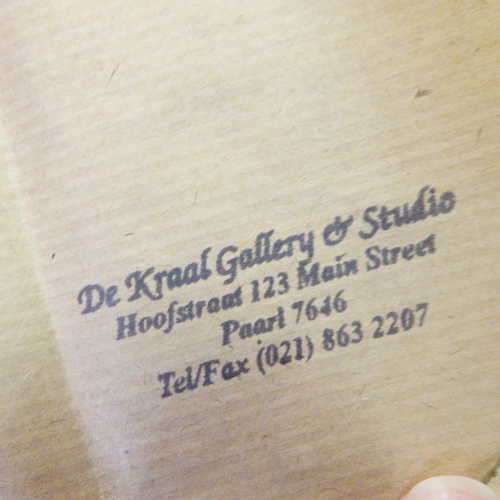 De Kraal Gallery & Studio
Hoofstraat 123 Main Street
Paarl 7646
Tel/Fax (021) 863 2207